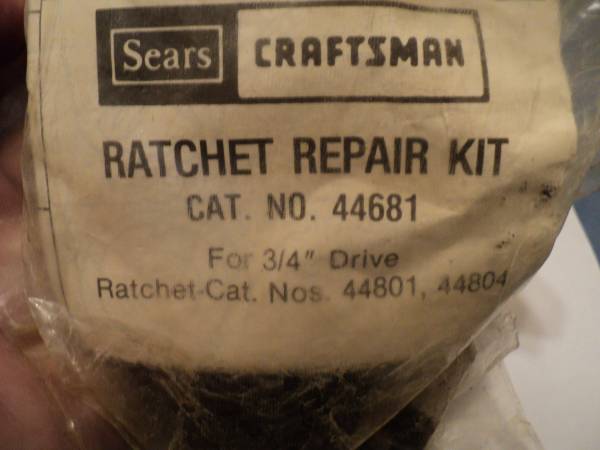 Sears CRAFTSMAN
RATCHET REPAIR KIT
CAT. NO. 44681
For 3/4" Drive
Ratchet Cat. Nos. 44801, 44804